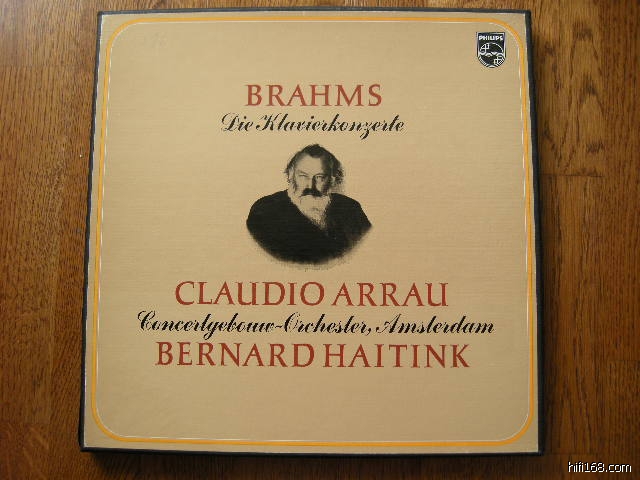 PHILIPS
BRAHMS
Die Klavierkonzerte
CLAUDIO ARRAU
Concertgebouw-Orchester, Amsterdam
BERNARD HAITINK
hifi168.com